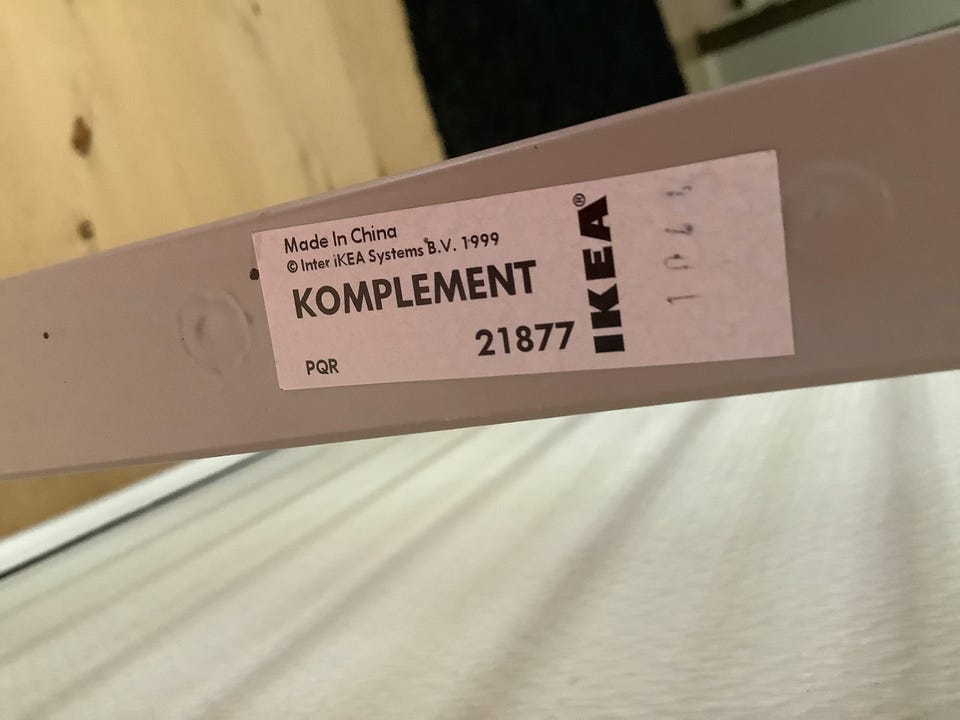 Made In China
© Inter iKEA Systems B.V. 1999
KOMPLEMENT
21877
PQR
IKEA®